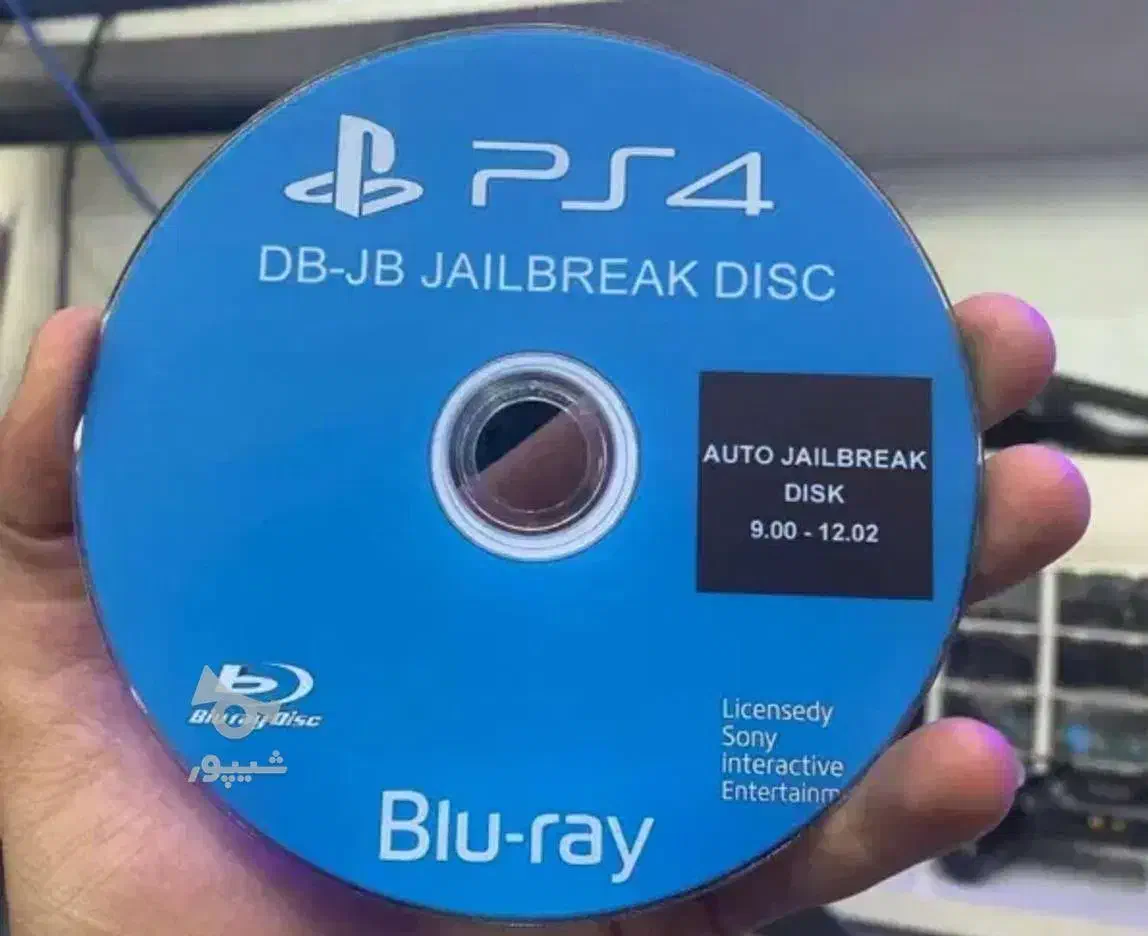 PS4
DB-JB JAILBREAK DISC
AUTO JAILBREAK
DISK
9.00 - 12.02
Blu-ray Disc
شیپور
Licensedy
Sony
interactive
Entertainm
Blu-ray